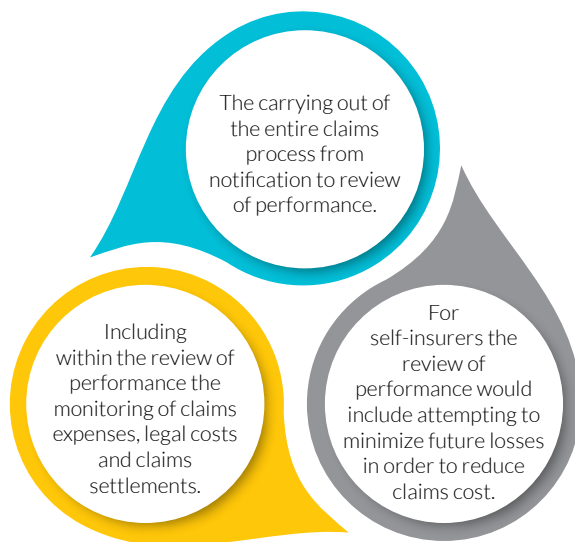 The carrying out of
the entire claims
process from
notification to review
of performance.
Including
within the review of
performance the
monitoring of claims
expenses, legal costs
and claims
settlements.
For
self-insurers the
review of
performance would
include attempting to
minimize future losses
in order to reduce
claims cost.